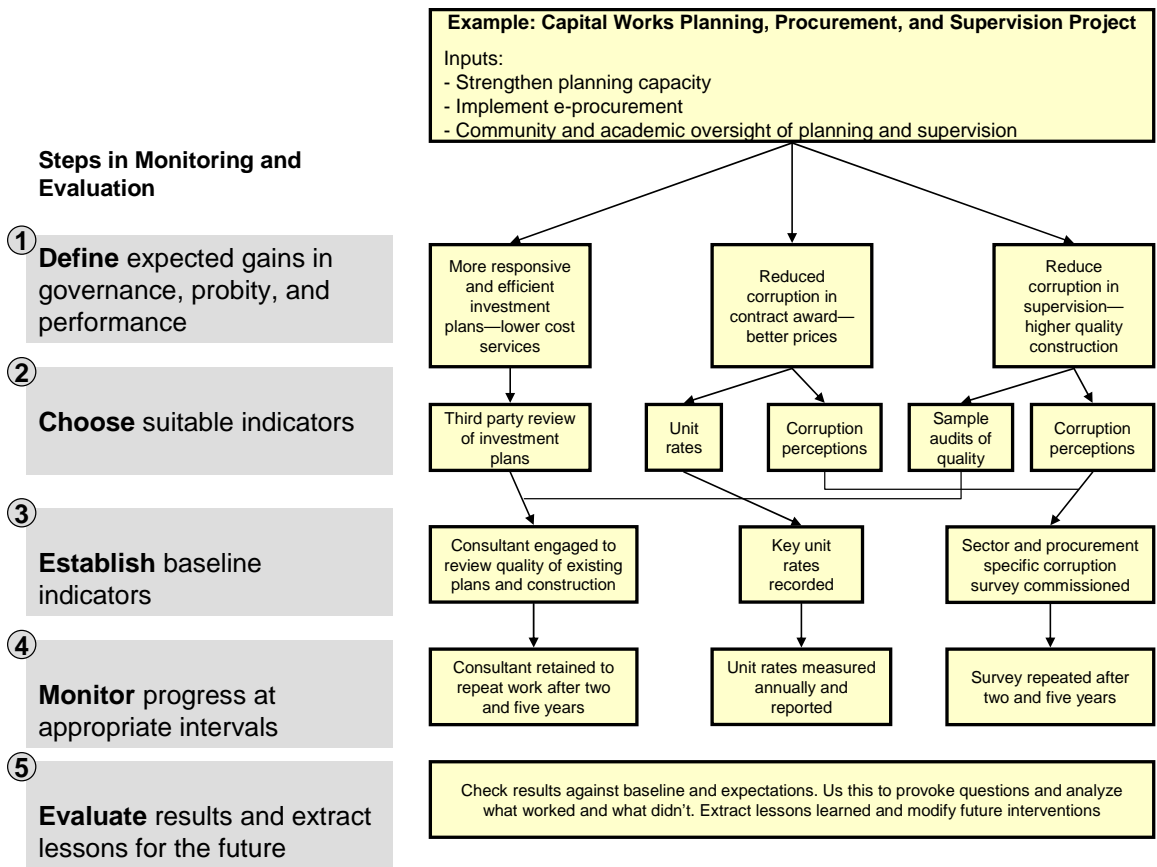 Example: Capital Works Planning, Procurement, and Supervision Project
Inputs:
- Strengthen planning capacity
- Implement e-procurement
- Community and academic oversight of planning and supervision
Steps in Monitoring and
Evaluation
1
Define expected gains in
governance, probity, and
performance
More responsive
and efficient
investment
plans—lower cost
services
Reduced
corruption in
contract award—
better prices
Reduce
corruption in
supervision—
higher quality
construction
2
Choose suitable indicators
Third party review
of investment
plans
Unit
rates
Corruption
perceptions
Sample
audits of
quality
Corruption
perceptions
3
Establish baseline
indicators
Consultant engaged to
review quality of existing
plans and construction
Key unit
rates
recorded
Sector and procurement
specific corruption
survey commissioned
4
Monitor progress at
appropriate intervals
Consultant retained to
repeat work after two
and five years
Unit rates measured
annually and
reported
Survey repeated after
two and five years
5
Evaluate results and extract
lessons for the future
Check results against baseline and expectations. Us this to provoke questions and analyze
what worked and what didn't. Extract lessons learned and modify future interventions